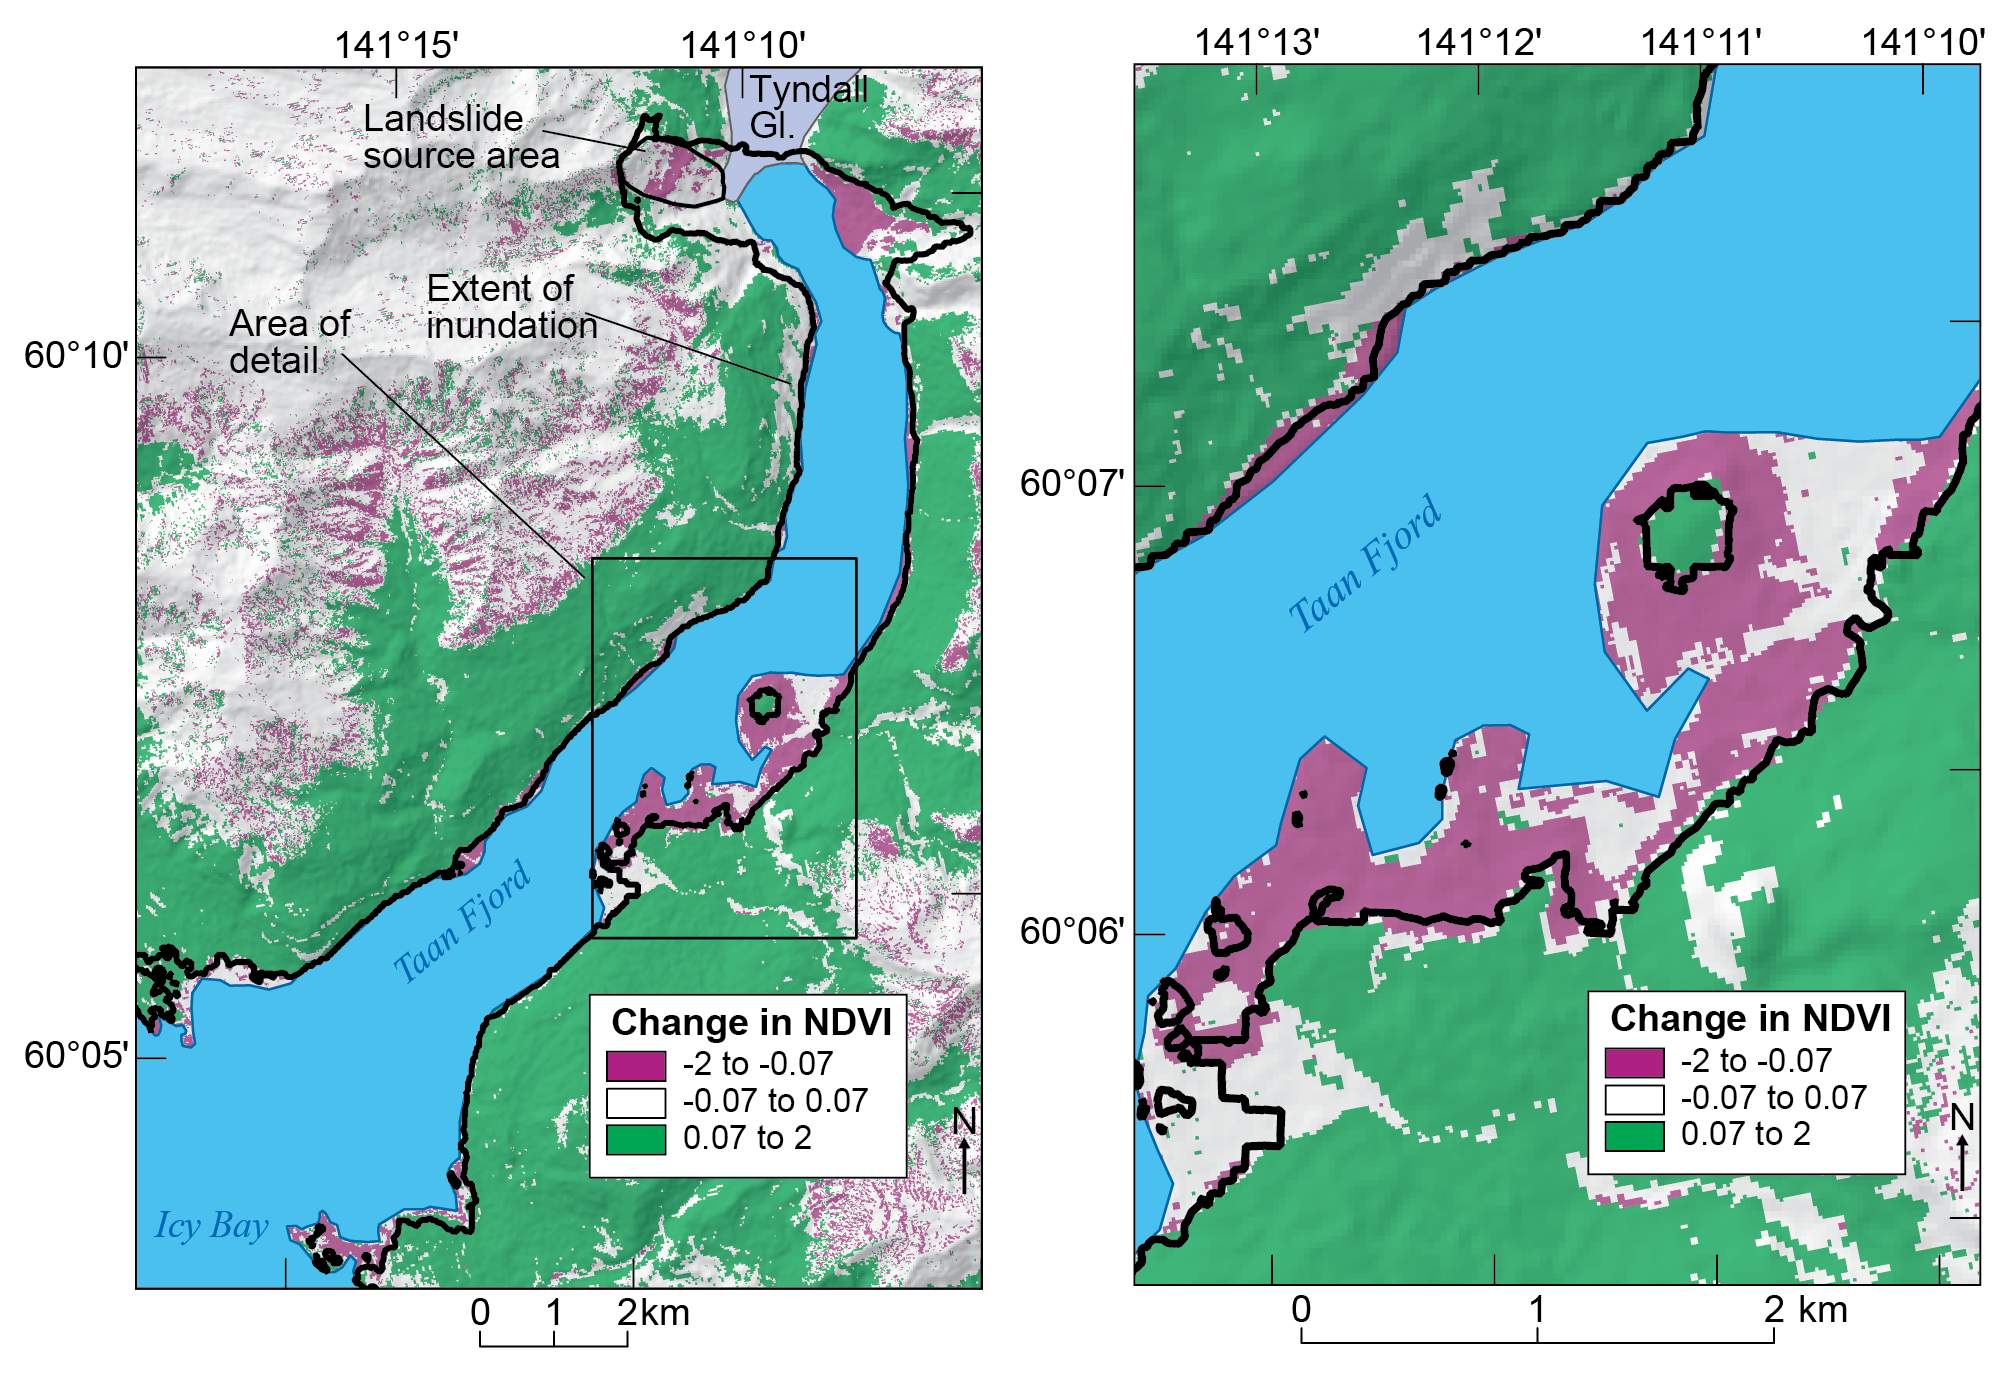 141°15'
141°10'
Tyndall
Gl.
Landslide
source area
Extent of
inundation
Area of
detail
60°10'
60°05'
Taan Fjord
Icy Bay
Change in NDVI
-2 to -0.07
-0.07 to 0.07
0.07 to 2
N
0 1 2km
141°13'
141°12'
141°11'
141°10'
60°07'
60°06'
Taan Fjord
Change in NDVI
-2 to -0.07
-0.07 to 0.07
0.07 to 2
N
0 1 2 km